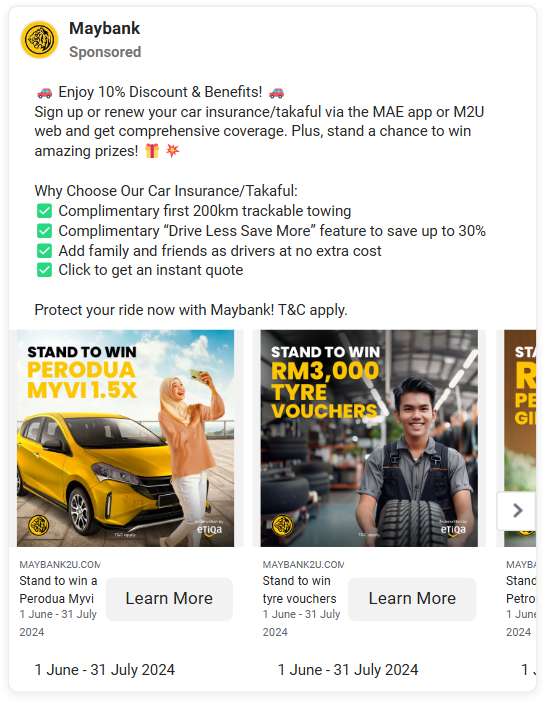 Maybank
Sponsored
🚗 Enjoy 10% Discount & Benefits! 🚗
Sign up or renew your car insurance/takaful via the MAE app or M2U
web and get comprehensive coverage. Plus, stand a chance to win
amazing prizes! 🎁 💥
Why Choose Our Car Insurance/Takaful:
✅ Complimentary first 200km trackable towing
✅ Complimentary “Drive Less Save More” feature to save up to 30%
✅ Add family and friends as drivers at no extra cost
✅ Click to get an instant quote
Protect your ride now with Maybank! T&C apply.
STAND TO WIN
PERODUA
MYVI 1.5X
T&C apply
Underwritten by
etiqa
STAND TO WIN
RM3,000
TYRE
VOUCHERS
T&C apply
Underwritten by
etiqa
STA
R
PE
GI
MAYBANK2U.COM
Stand to win a
Perodua Myvi
1 June - 31 July
2024
Learn More
MAYBANK2U.COM
Stand to win
tyre vouchers
1 June - 31 July
2024
Learn More
MAYBA
Stand
Petro
1 June
2024
1 June - 31 July 2024
1 June - 31 July 2024
1 J